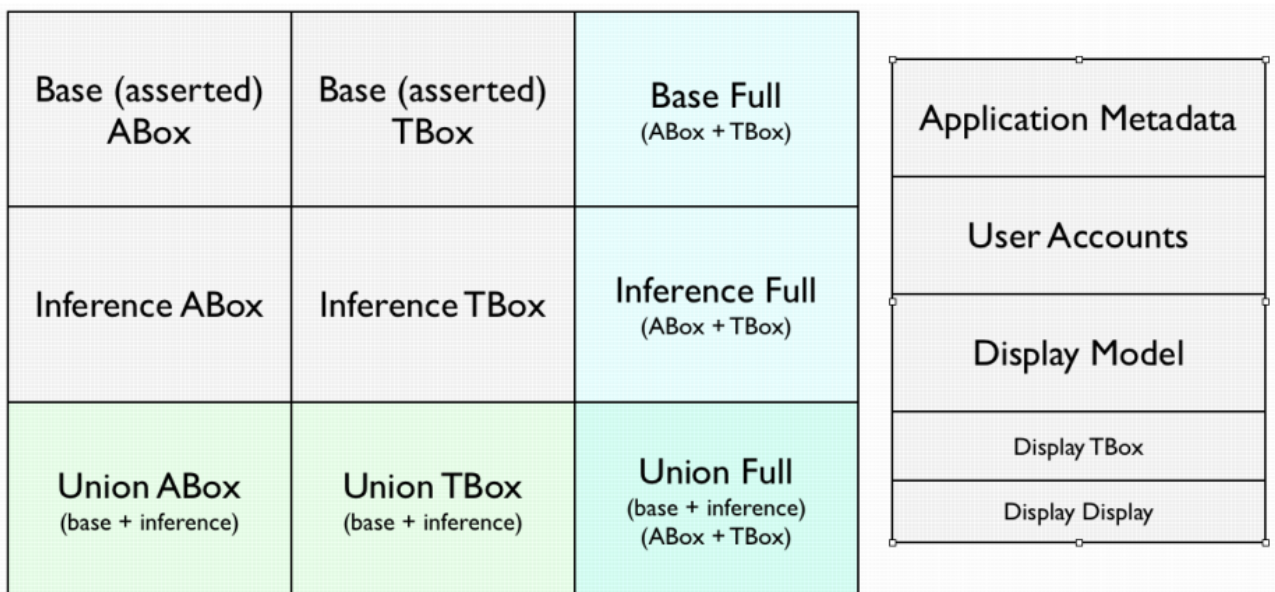 Base (asserted)
ABox
Base (asserted)
TBox
Base Full
(ABox + TBox)
Inference ABox
Inference TBox
Inference Full
(ABox + TBox)
Union ABox
(base + inference)
Union TBox
(base + inference)
Union Full
(base + inference)
(ABox + TBox)
Application Metadata
User Accounts
Display Model
Display TBox
Display Display